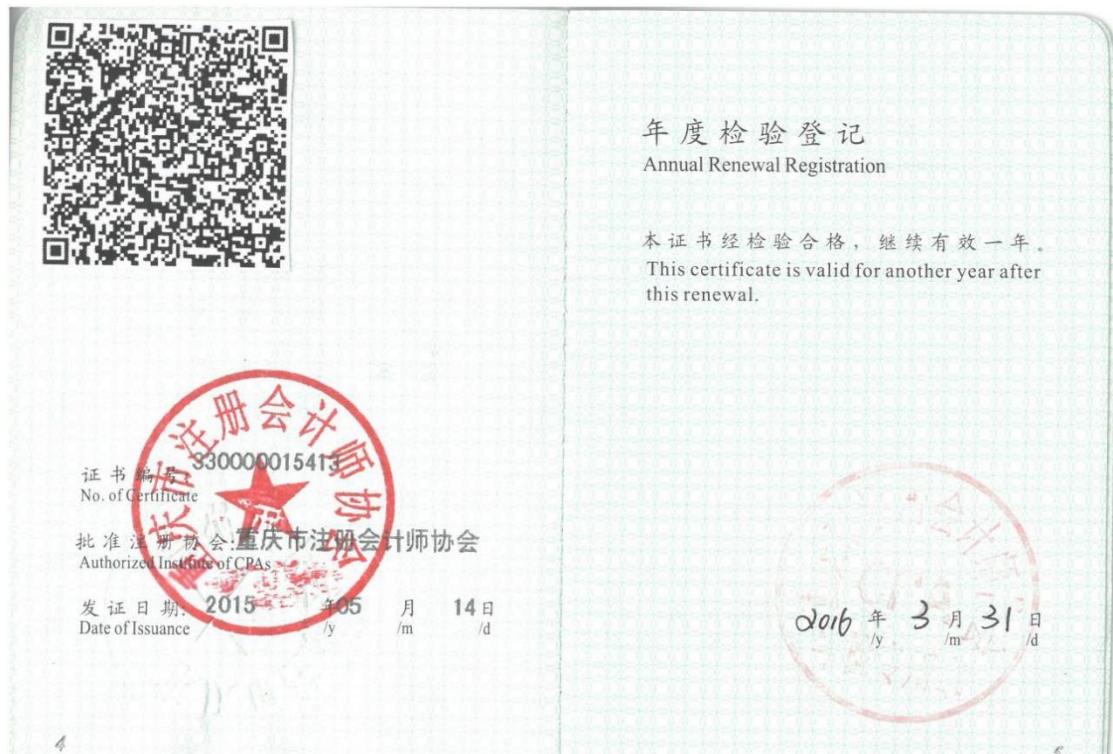 重庆市注册会计师协会
证书编号: 330000015413
No. of Certificate
批准注册协会: 重庆市注册会计师协会
Authorized Institute of CPAs
发证日期: 2015 年 05 月 14 日
Date of Issuance /y /m /d
4
年度检验登记
Annual Renewal Registration
本证书经检验合格，继续有效一年。
This certificate is valid for another year after
this renewal.
2016 年 3 月 31 日
/y /m /d